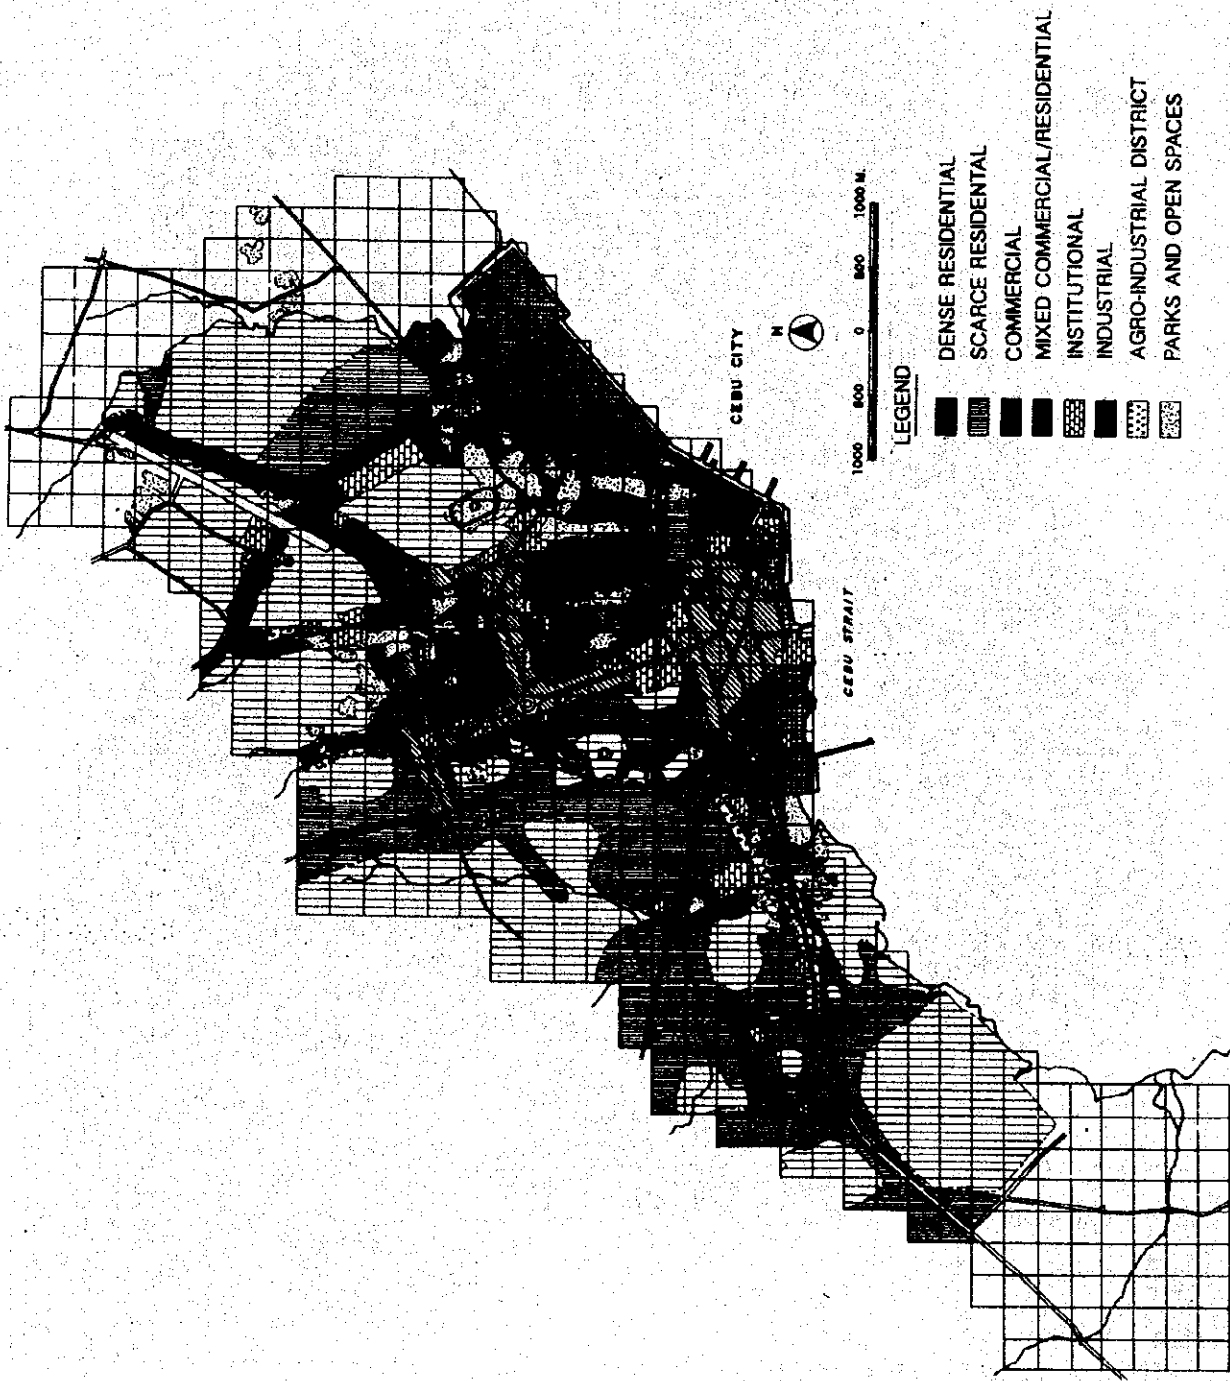 CEBU CITY
N
1000 500 0 500 1000 M.
CEBU STRAIT
LEGEND
DENSE RESIDENTIAL
SCARCE RESIDENTAL
COMMERCIAL
MIXED COMMERCIAL/RESIDENTIAL
INSTITUTIONAL
INDUSTRIAL
AGRO-INDUSTRIAL DISTRICT
PARKS AND OPEN SPACES